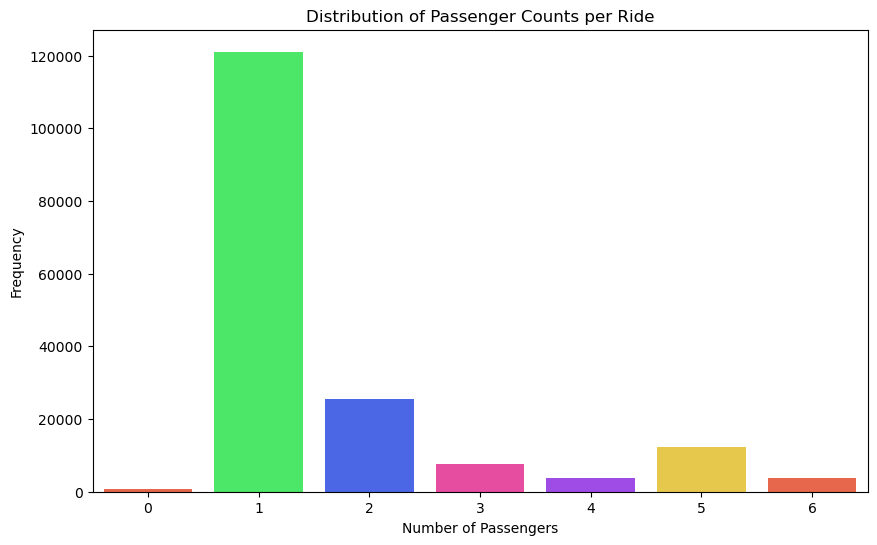 Distribution of Passenger Counts per Ride
120000
100000
80000
60000
40000
20000
0
Frequency
0 1 2 3 4 5 6
Number of Passengers